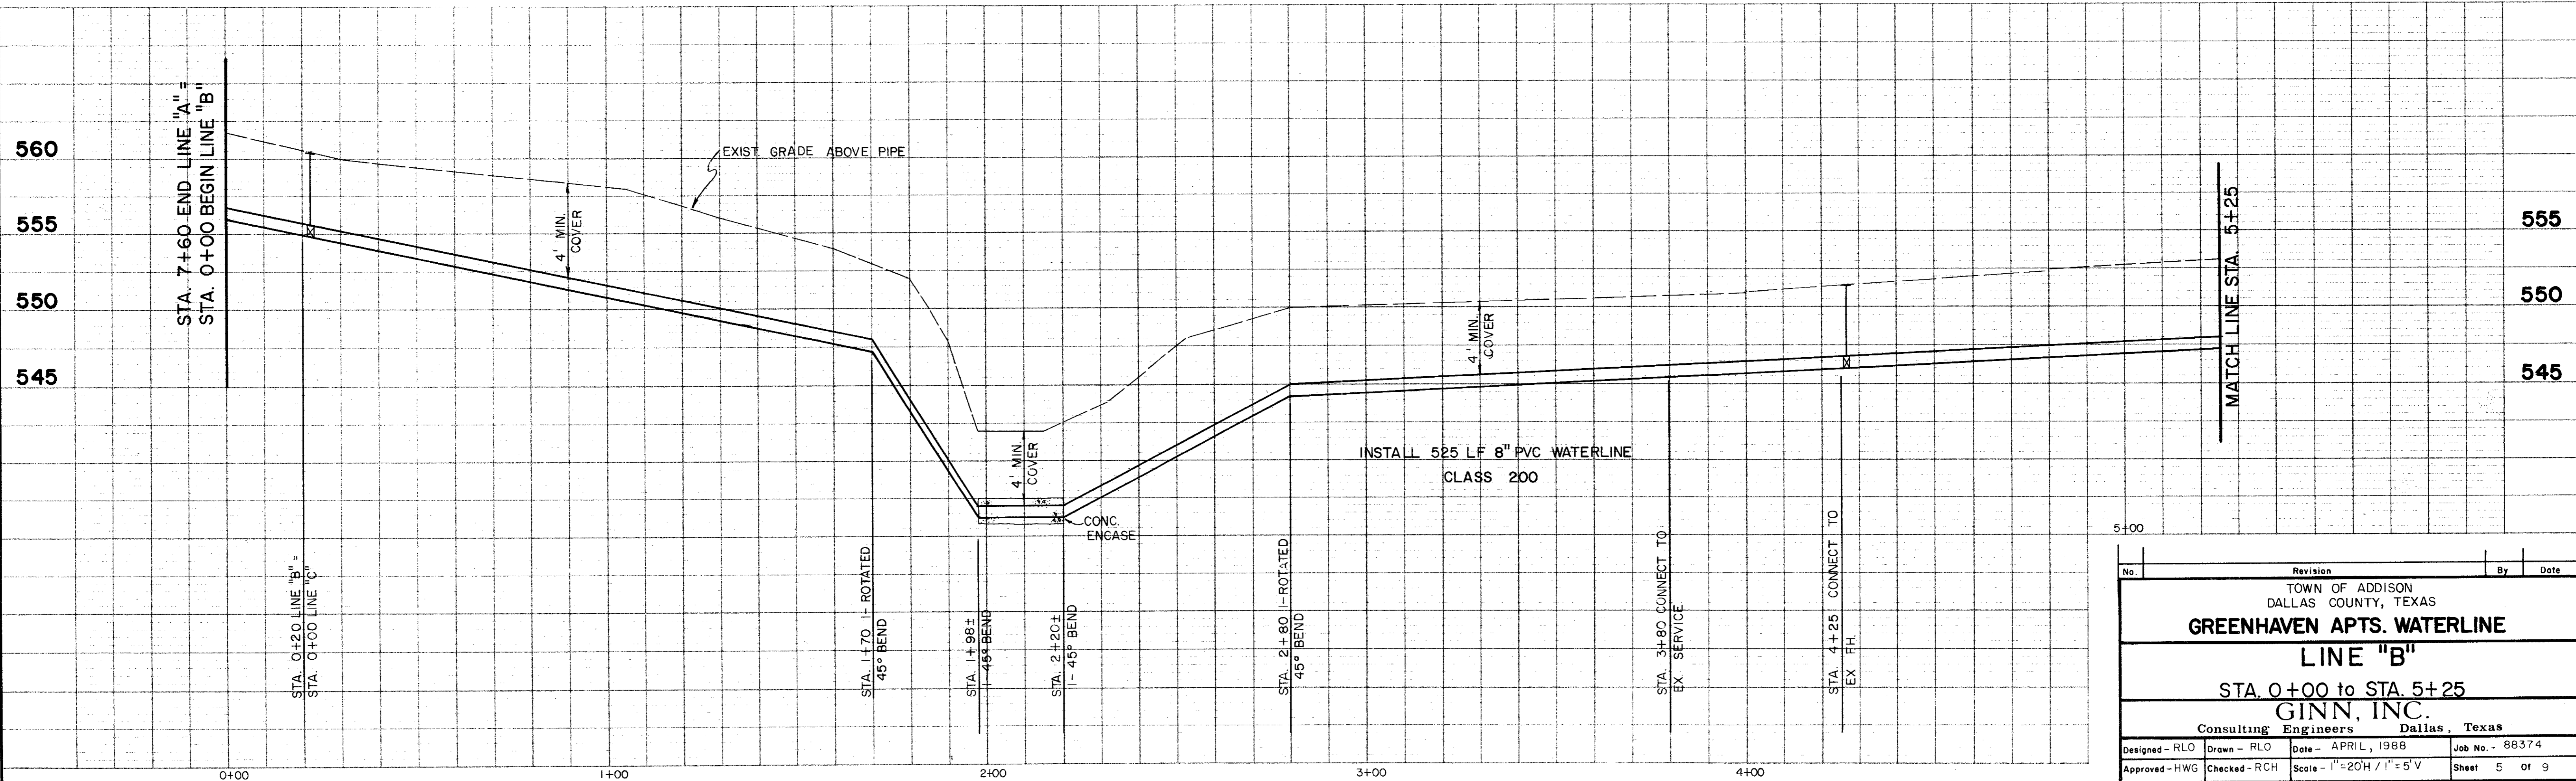 STA. 7+60 END LINE "A" =
STA. 0+00 BEGIN LINE "B"
560
555
550
545
EXIST. GRADE ABOVE PIPE
4' MIN.
COVER
4' MIN.
COVER
4' MIN.
COVER
CONC.
ENCASE
INSTALL 525 LF 8" PVC WATERLINE
CLASS 200
555
550
545
MATCH LINE STA. 5+25
STA. 0+20 LINE "B" =
STA. 0+00 LINE "C"
STA. 1+70 1-ROTATED
45° BEND
STA. 1+98±
1-45° BEND
STA. 2+20±
1-45° BEND
STA. 2+80 1-ROTATED
45° BEND
STA. 3+80 CONNECT TO
EX. SERVICE
STA. 4+25 CONNECT TO
EX FH.
0+00
1+00
2+00
3+00
4+00
5+00
No. Revision By Date
TOWN OF ADDISON
DALLAS COUNTY, TEXAS
GREENHAVEN APTS. WATERLINE
LINE "B"
STA. 0+00 to STA. 5+25
GINN, INC.
Consulting Engineers Dallas, Texas
Designed - RLO Drawn - RLO Date - APRIL, 1988 Job No. - 88374
Approved - HWG Checked - RCH Scale - 1"=20'H / 1"=5'V Sheet 5 Of 9